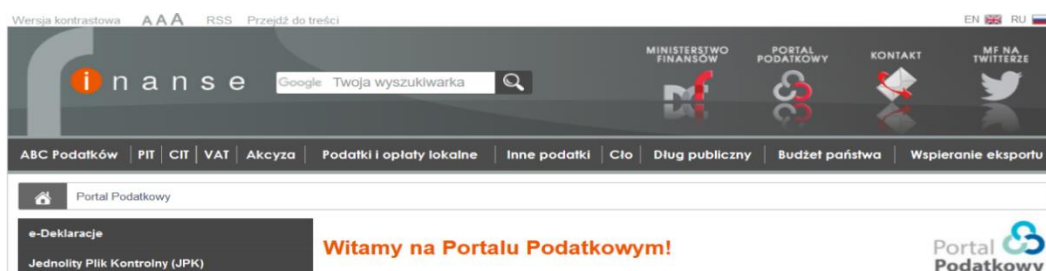 Wersja kontrastowa A A A RSS Przejdź do treści EN RU
finanse
Google Twoja wyszukiwarka
MINISTERSTWO FINANSÓW
PORTAL PODATKOWY
KONTAKT
MF NA TWITTERZE
ABC Podatków PIT CIT VAT Akcyza Podatki i opłaty lokalne Inne podatki Cło Dług publiczny Budżet państwa Wspieranie eksportu
Portal Podatkowy
e-Deklaracje
Jednolity Plik Kontrolny (JPK)
Witamy na Portalu Podatkowym!
Portal
Podatkowy